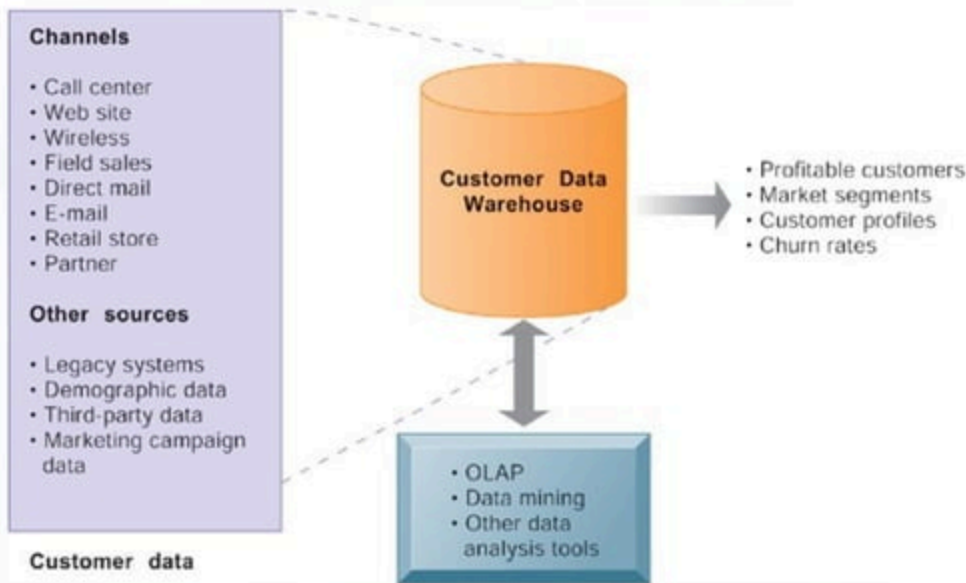 Channels
• Call center
• Web site
• Wireless
• Field sales
• Direct mail
• E-mail
• Retail store
• Partner
Other sources
• Legacy systems
• Demographic data
• Third-party data
• Marketing campaign
data
Customer data
Customer Data
Warehouse
• Profitable customers
• Market segments
• Customer profiles
• Churn rates
• OLAP
• Data mining
• Other data
analysis tools